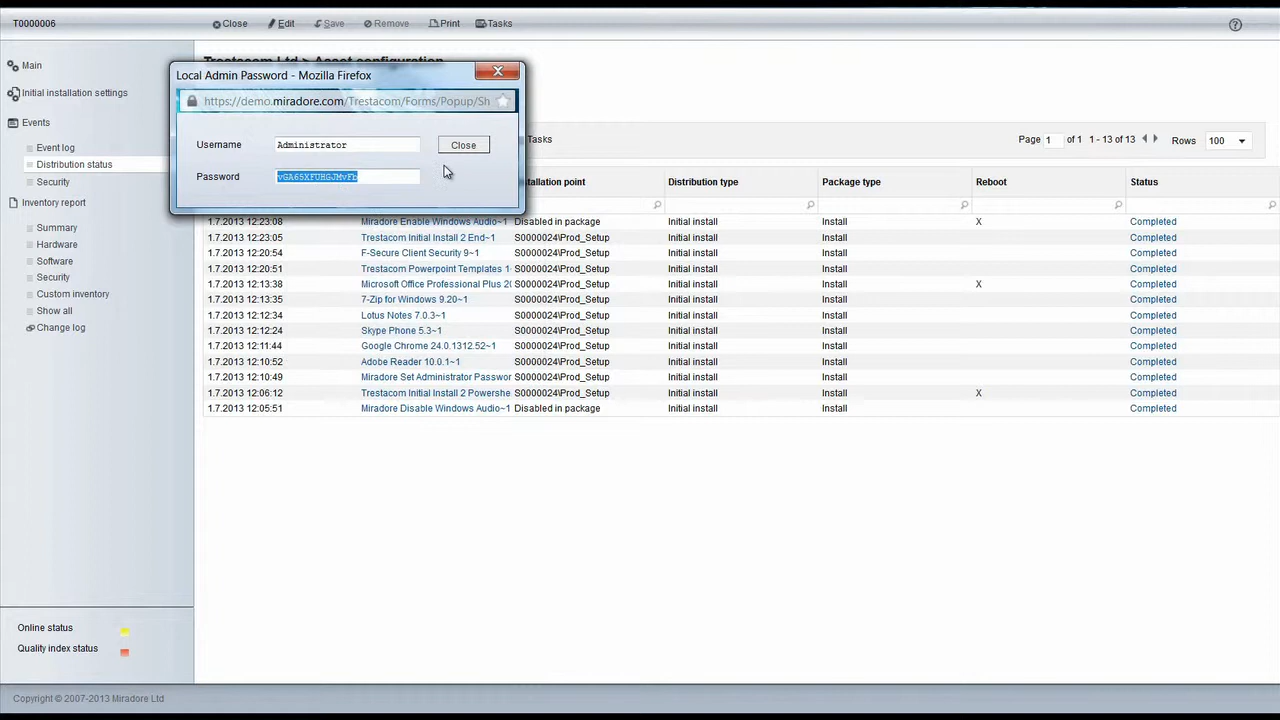 T0000006
Close
Edit
Save
Remove
Print
Tasks
Main
Initial installation settings
Events
Event log
Distribution status
Security
Inventory report
Summary
Hardware
Software
Security
Custom inventory
Show all
Change log
Online status
Quality index status
Trestacom Ltd > Asset configuration
Local Admin Password - Mozilla Firefox
https://demo.miradore.com/Trestacom/Forms/Popup/Sh
Username Administrator Close
Password vGA65XFUHGJMvFb
Tasks
Page 1 of 1 1 - 13 of 13 Rows 100
Distribution type Package type Reboot Status
1.7.2013 12:23:08 Miradore Enable Windows Audio~1 Disabled in package Initial install Install X Completed
1.7.2013 12:23:05 Trestacom Initial Install 2 End~1 S0000024\Prod_Setup Initial install Install Completed
1.7.2013 12:20:54 F-Secure Client Security 9~1 S0000024\Prod_Setup Initial install Install Completed
1.7.2013 12:20:51 Trestacom Powerpoint Templates 1 S0000024\Prod_Setup Initial install Install Completed
1.7.2013 12:13:38 Microsoft Office Professional Plus 20 S0000024\Prod_Setup Initial install Install X Completed
1.7.2013 12:13:35 7-Zip for Windows 9.20~1 S0000024\Prod_Setup Initial install Install Completed
1.7.2013 12:12:34 Lotus Notes 7.0.3~1 S0000024\Prod_Setup Initial install Install Completed
1.7.2013 12:12:24 Skype Phone 5.3~1 S0000024\Prod_Setup Initial install Install Completed
1.7.2013 12:11:44 Google Chrome 24.0.1312.52~1 S0000024\Prod_Setup Initial install Install Completed
1.7.2013 12:10:52 Adobe Reader 10.0.1~1 S0000024\Prod_Setup Initial install Install Completed
1.7.2013 12:10:49 Miradore Set Administrator Passwor S0000024\Prod_Setup Initial install Install Completed
1.7.2013 12:06:12 Trestacom Initial Install 2 Powershe S0000024\Prod_Setup Initial install Install X Completed
1.7.2013 12:05:51 Miradore Disable Windows Audio~1 Disabled in package Initial install Install Completed
Copyright © 2007-2013 Miradore Ltd